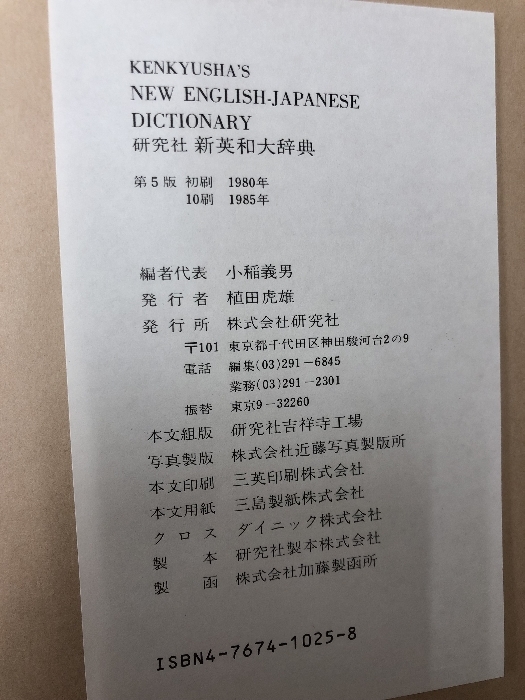 KENKYUSHA'S
NEW ENGLISH-JAPANESE
DICTIONARY
研究社 新英和大辞典
第5版 初刷 1980年
10刷 1985年
編者代表 小稲義男
発行者 植田虎雄
発行所 株式会社研究社
〒101 東京都千代田区神田駿河台2の9
電話 編集(03)291-6845
業務(03)291-2301
振替 東京9-32260
本文組版 研究社吉祥寺工場
写真製版 株式会社近藤写真製版所
本文印刷 三英印刷株式会社
本文用紙 三島製紙株式会社
クロス ダイニック株式会社
製本 研究社製本株式会社
製函 株式会社加藤製函所
ISBN4-7674-1025-8